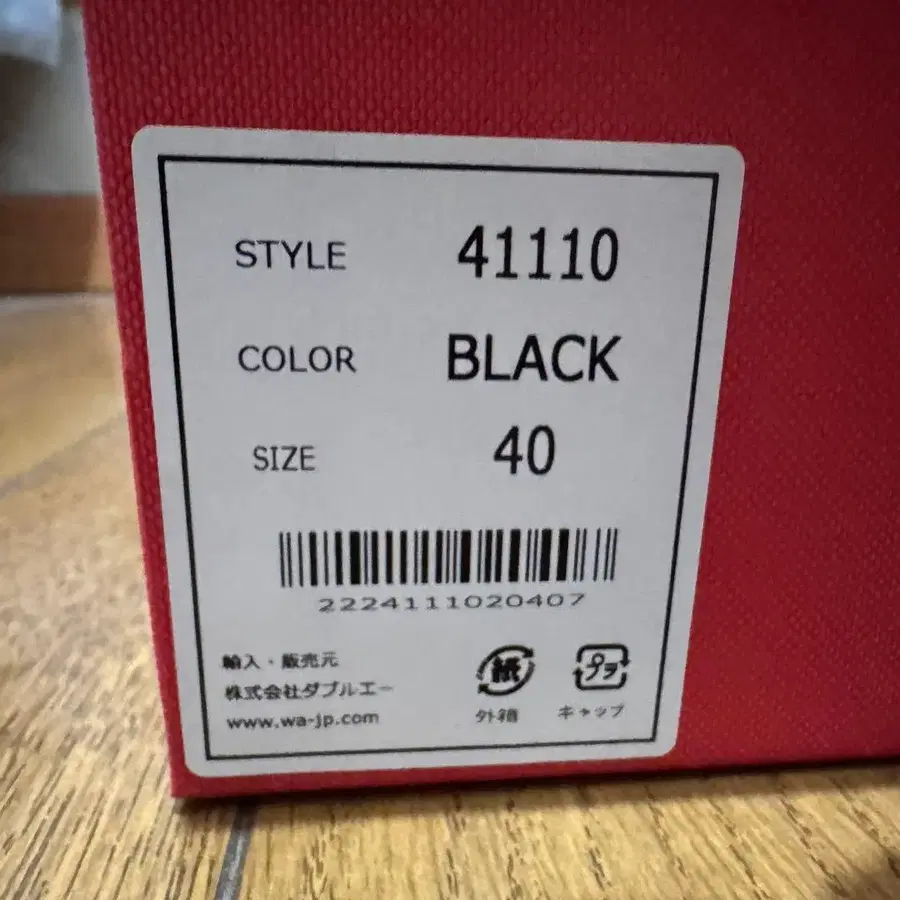 STYLE 41110
COLOR BLACK
SIZE 40
2224111020407
輸入・販売元
株式会社ダブルエー
www.wa-jp.com
紙
外箱
プラ
キャップ